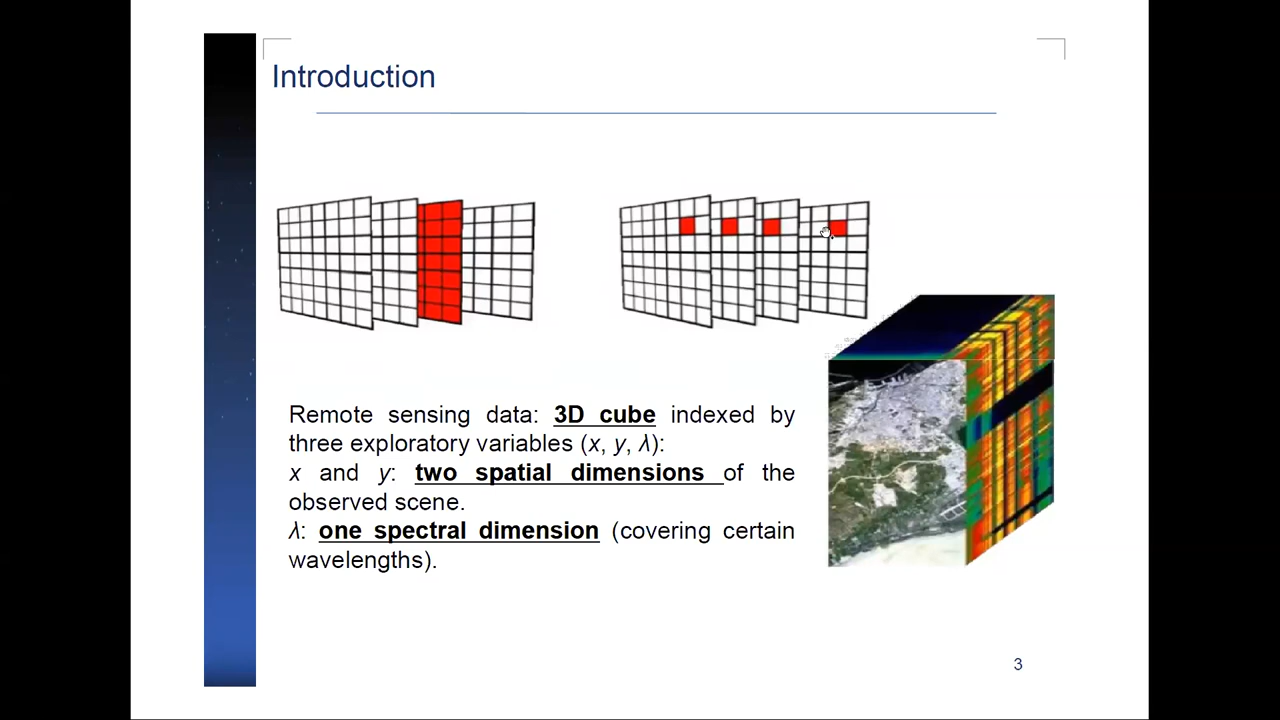 Introduction
Remote sensing data: 3D cube indexed by
three exploratory variables (x, y, λ):
x and y: two spatial dimensions of the
observed scene.
λ: one spectral dimension (covering certain
wavelengths).
3